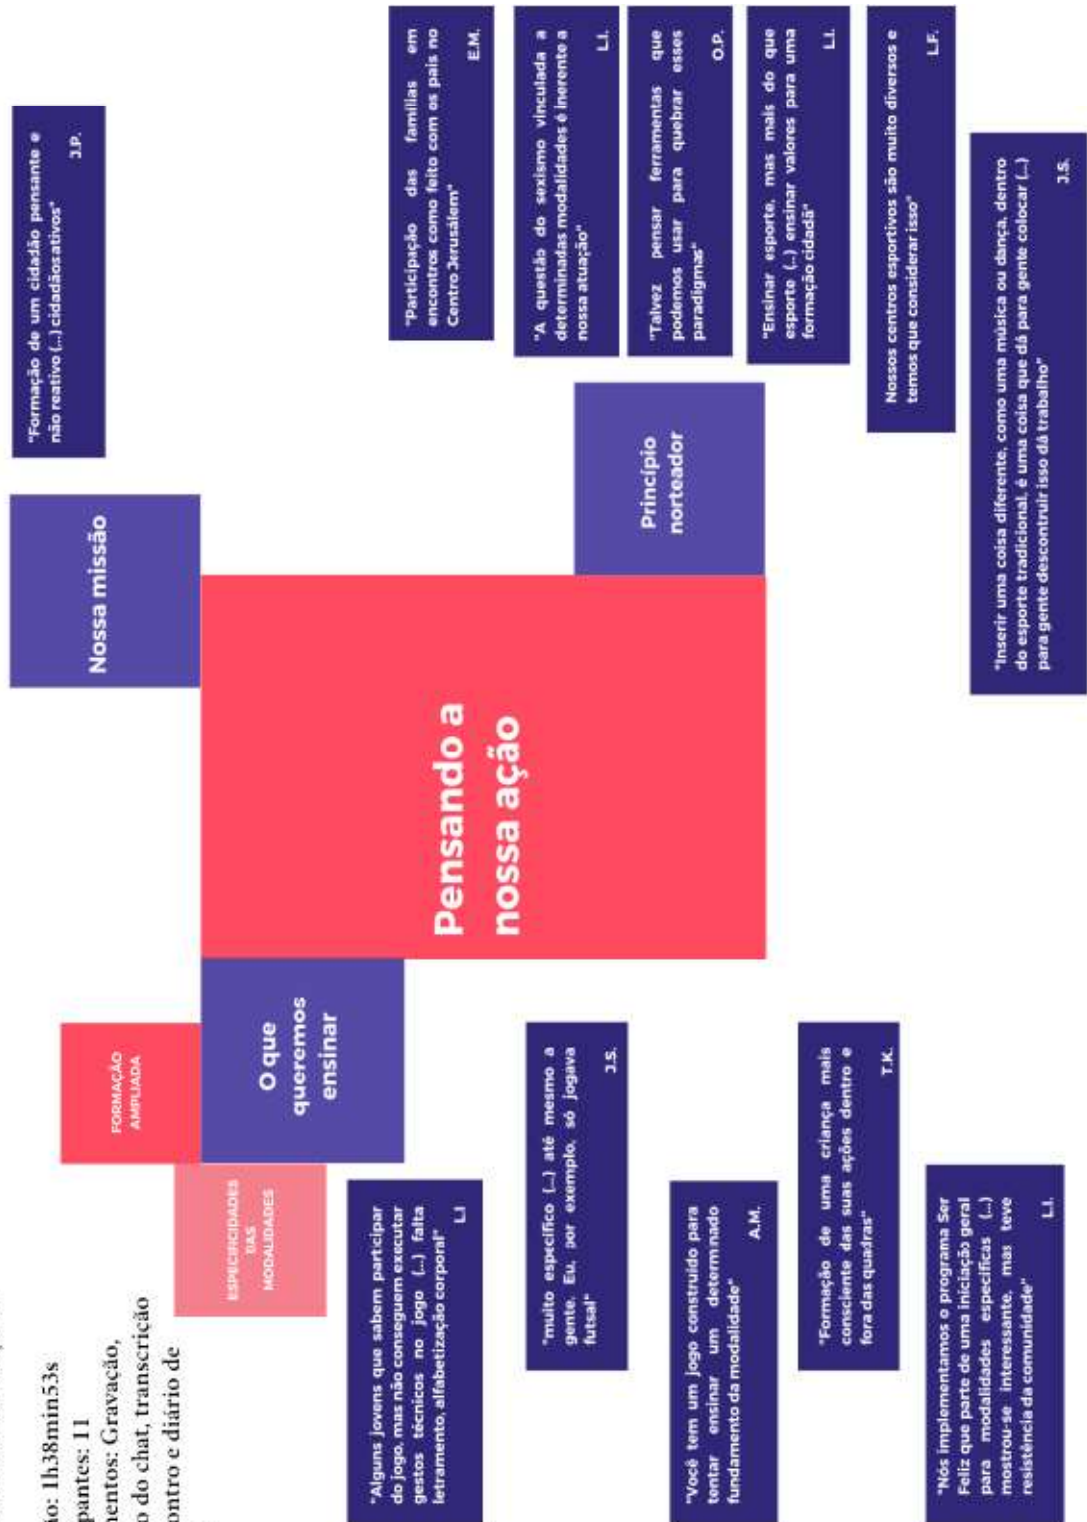 1h38min53s
11
Gravação,
do chat, transcrição
e diário de
FORMAÇÃO
AMPLIADA
ESPECIFICIDADES
DAS
MODALIDADES
O que
queremos
ensinar
Nossa missão
"Formação de um cidadão pensante e
não reativo (...) cidadãos ativos"
J.P.
Pensando a
nossa ação
Princípio
norteador
"Alguns jovens que sabem participar
do jogo, mas não conseguem executar
gestos técnicos no jogo (...) falta
letramento, alfabetização corporal"
L.I
"muito específico (...) até mesmo a
gente. Eu, por exemplo, só jogava
futsal"
J.S.
"Você tem um jogo construído para
tentar ensinar um determinado
fundamento da modalidade"
A.M.
"Formação de uma criança mais
consciente das suas ações dentro e
fora das quadras"
T.K.
"Nós implementamos o programa Ser
Feliz que parte de uma iniciação geral
para modalidades específicas (...)
mostrou-se interessante, mas teve
resistência da comunidade"
L.I.
"Participação das famílias em
encontros como feito com os pais no
Centro Jerusálem"
E.M.
"A questão do sexismo vinculada a
determinadas modalidades é inerente a
nossa atuação"
L.I.
"Talvez pensar ferramentas que
podemos usar para quebrar esses
paradigmas"
O.P.
"Ensinar esporte, mas mais do que
esporte (...) ensinar valores para uma
formação cidadã"
L.I.
Nossos centros esportivos são muito diversos e
temos que considerar isso"
L.F.
"Inserir uma coisa diferente, como uma música ou dança, dentro
do esporte tradicional, é uma coisa que dá para gente colocar (...)
para gente descontruir isso dá trabalho"
J.S.